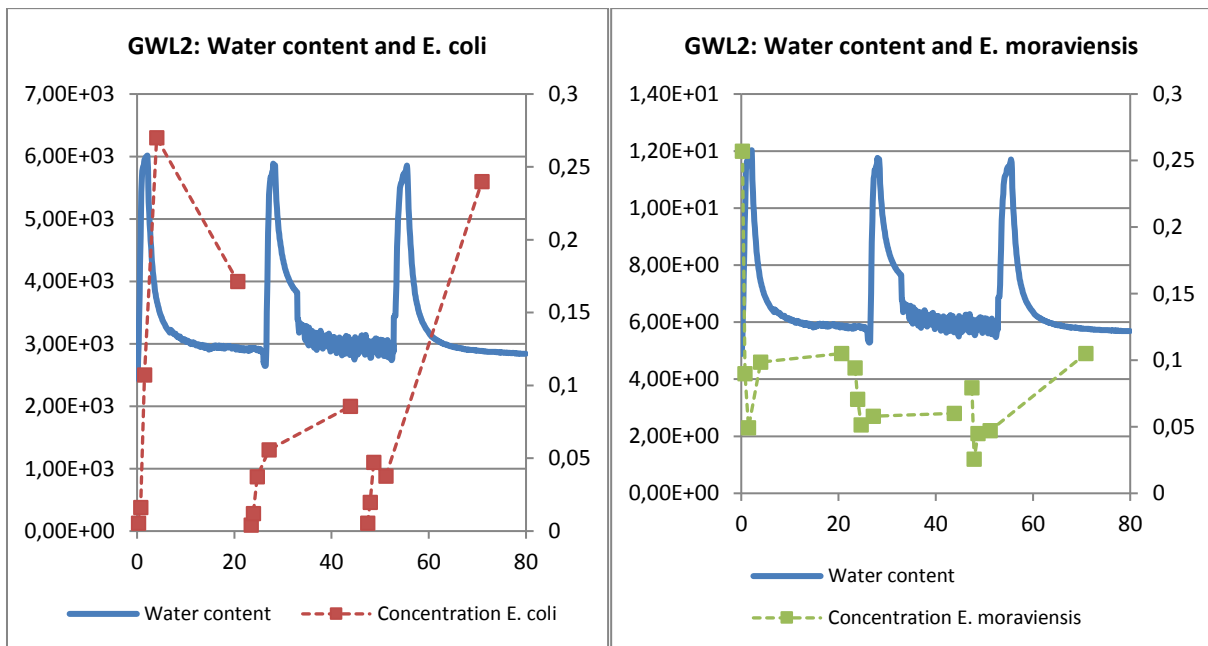 GWL2: Water content and E. coli
7,00E+03
6,00E+03
5,00E+03
4,00E+03
3,00E+03
2,00E+03
1,00E+03
0,00E+00
0,3
0,25
0,2
0,15
0,1
0,05
0
0 20 40 60 80
Water content Concentration E. coli
GWL2: Water content and E. moraviensis
1,40E+01
1,20E+01
1,00E+01
8,00E+00
6,00E+00
4,00E+00
2,00E+00
0,00E+00
0,3
0,25
0,2
0,15
0,1
0,05
0
0 20 40 60 80
Water content
Concentration E. moraviensis